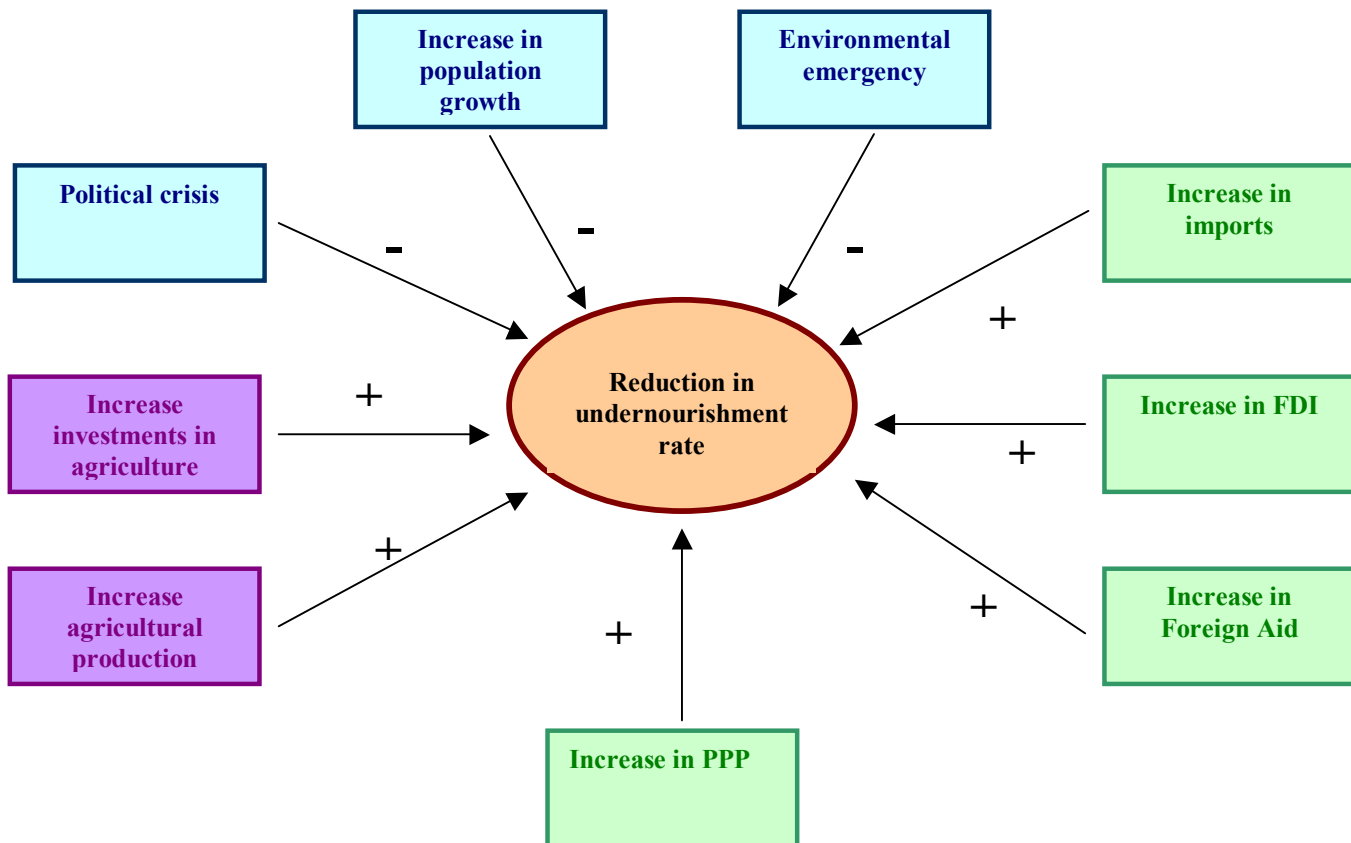 Increase in
population
growth
Environmental
emergency
Political crisis
-
-
-
Increase in
imports
+
Increase
investments in
agriculture
+
Reduction in
undernourishment
rate
Increase in FDI
+
Increase
agricultural
production
+
+
+
Increase in
Foreign Aid
Increase in PPP